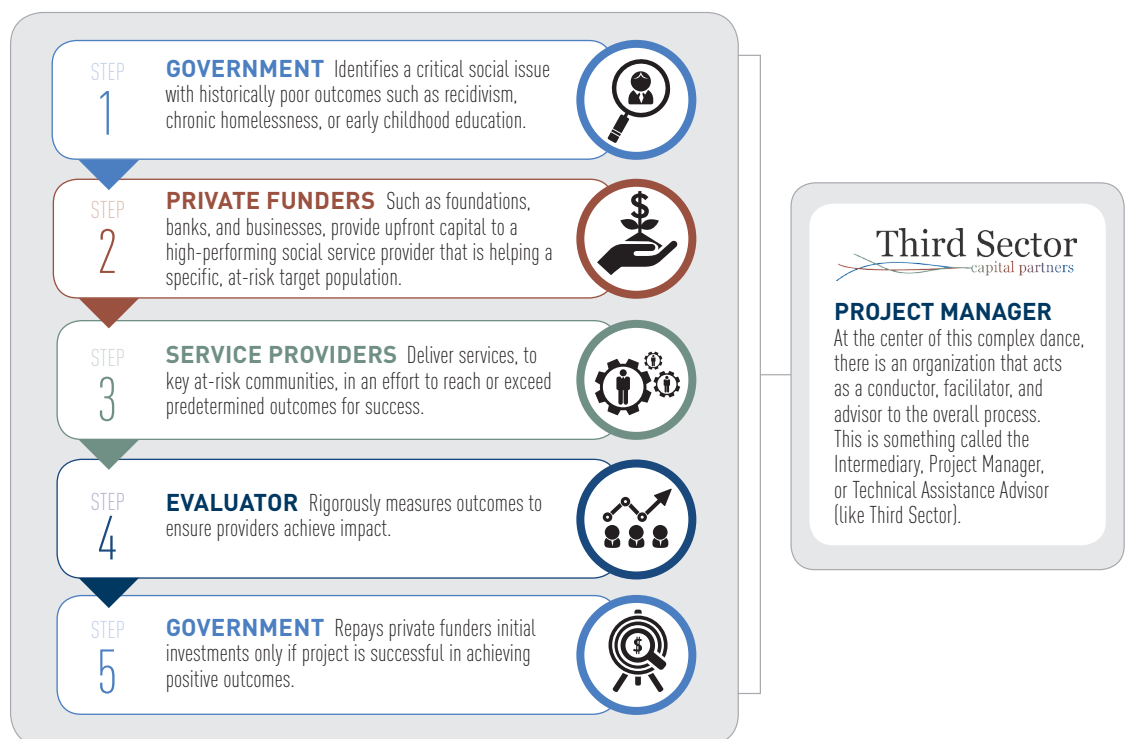 STEP
1
GOVERNMENT Identifies a critical social issue
with historically poor outcomes such as recidivism,
chronic homelessness, or early childhood education.
STEP
2
PRIVATE FUNDERS Such as foundations,
banks, and businesses, provide upfront capital to a
high-performing social service provider that is helping a
specific, at-risk target population.
$
STEP
3
SERVICE PROVIDERS Deliver services, to
key at-risk communities, in an effort to reach or exceed
predetermined outcomes for success.
STEP
4
EVALUATOR Rigorously measures outcomes to
ensure providers achieve impact.
STEP
5
GOVERNMENT Repays private funders initial
investments only if project is successful in achieving
positive outcomes.
$
Third Sector
capital partners
PROJECT MANAGER
At the center of this complex dance,
there is an organization that acts
as a conductor, facilitator, and
advisor to the overall process.
This is something called the
Intermediary, Project Manager,
or Technical Assistance Advisor
(like Third Sector).